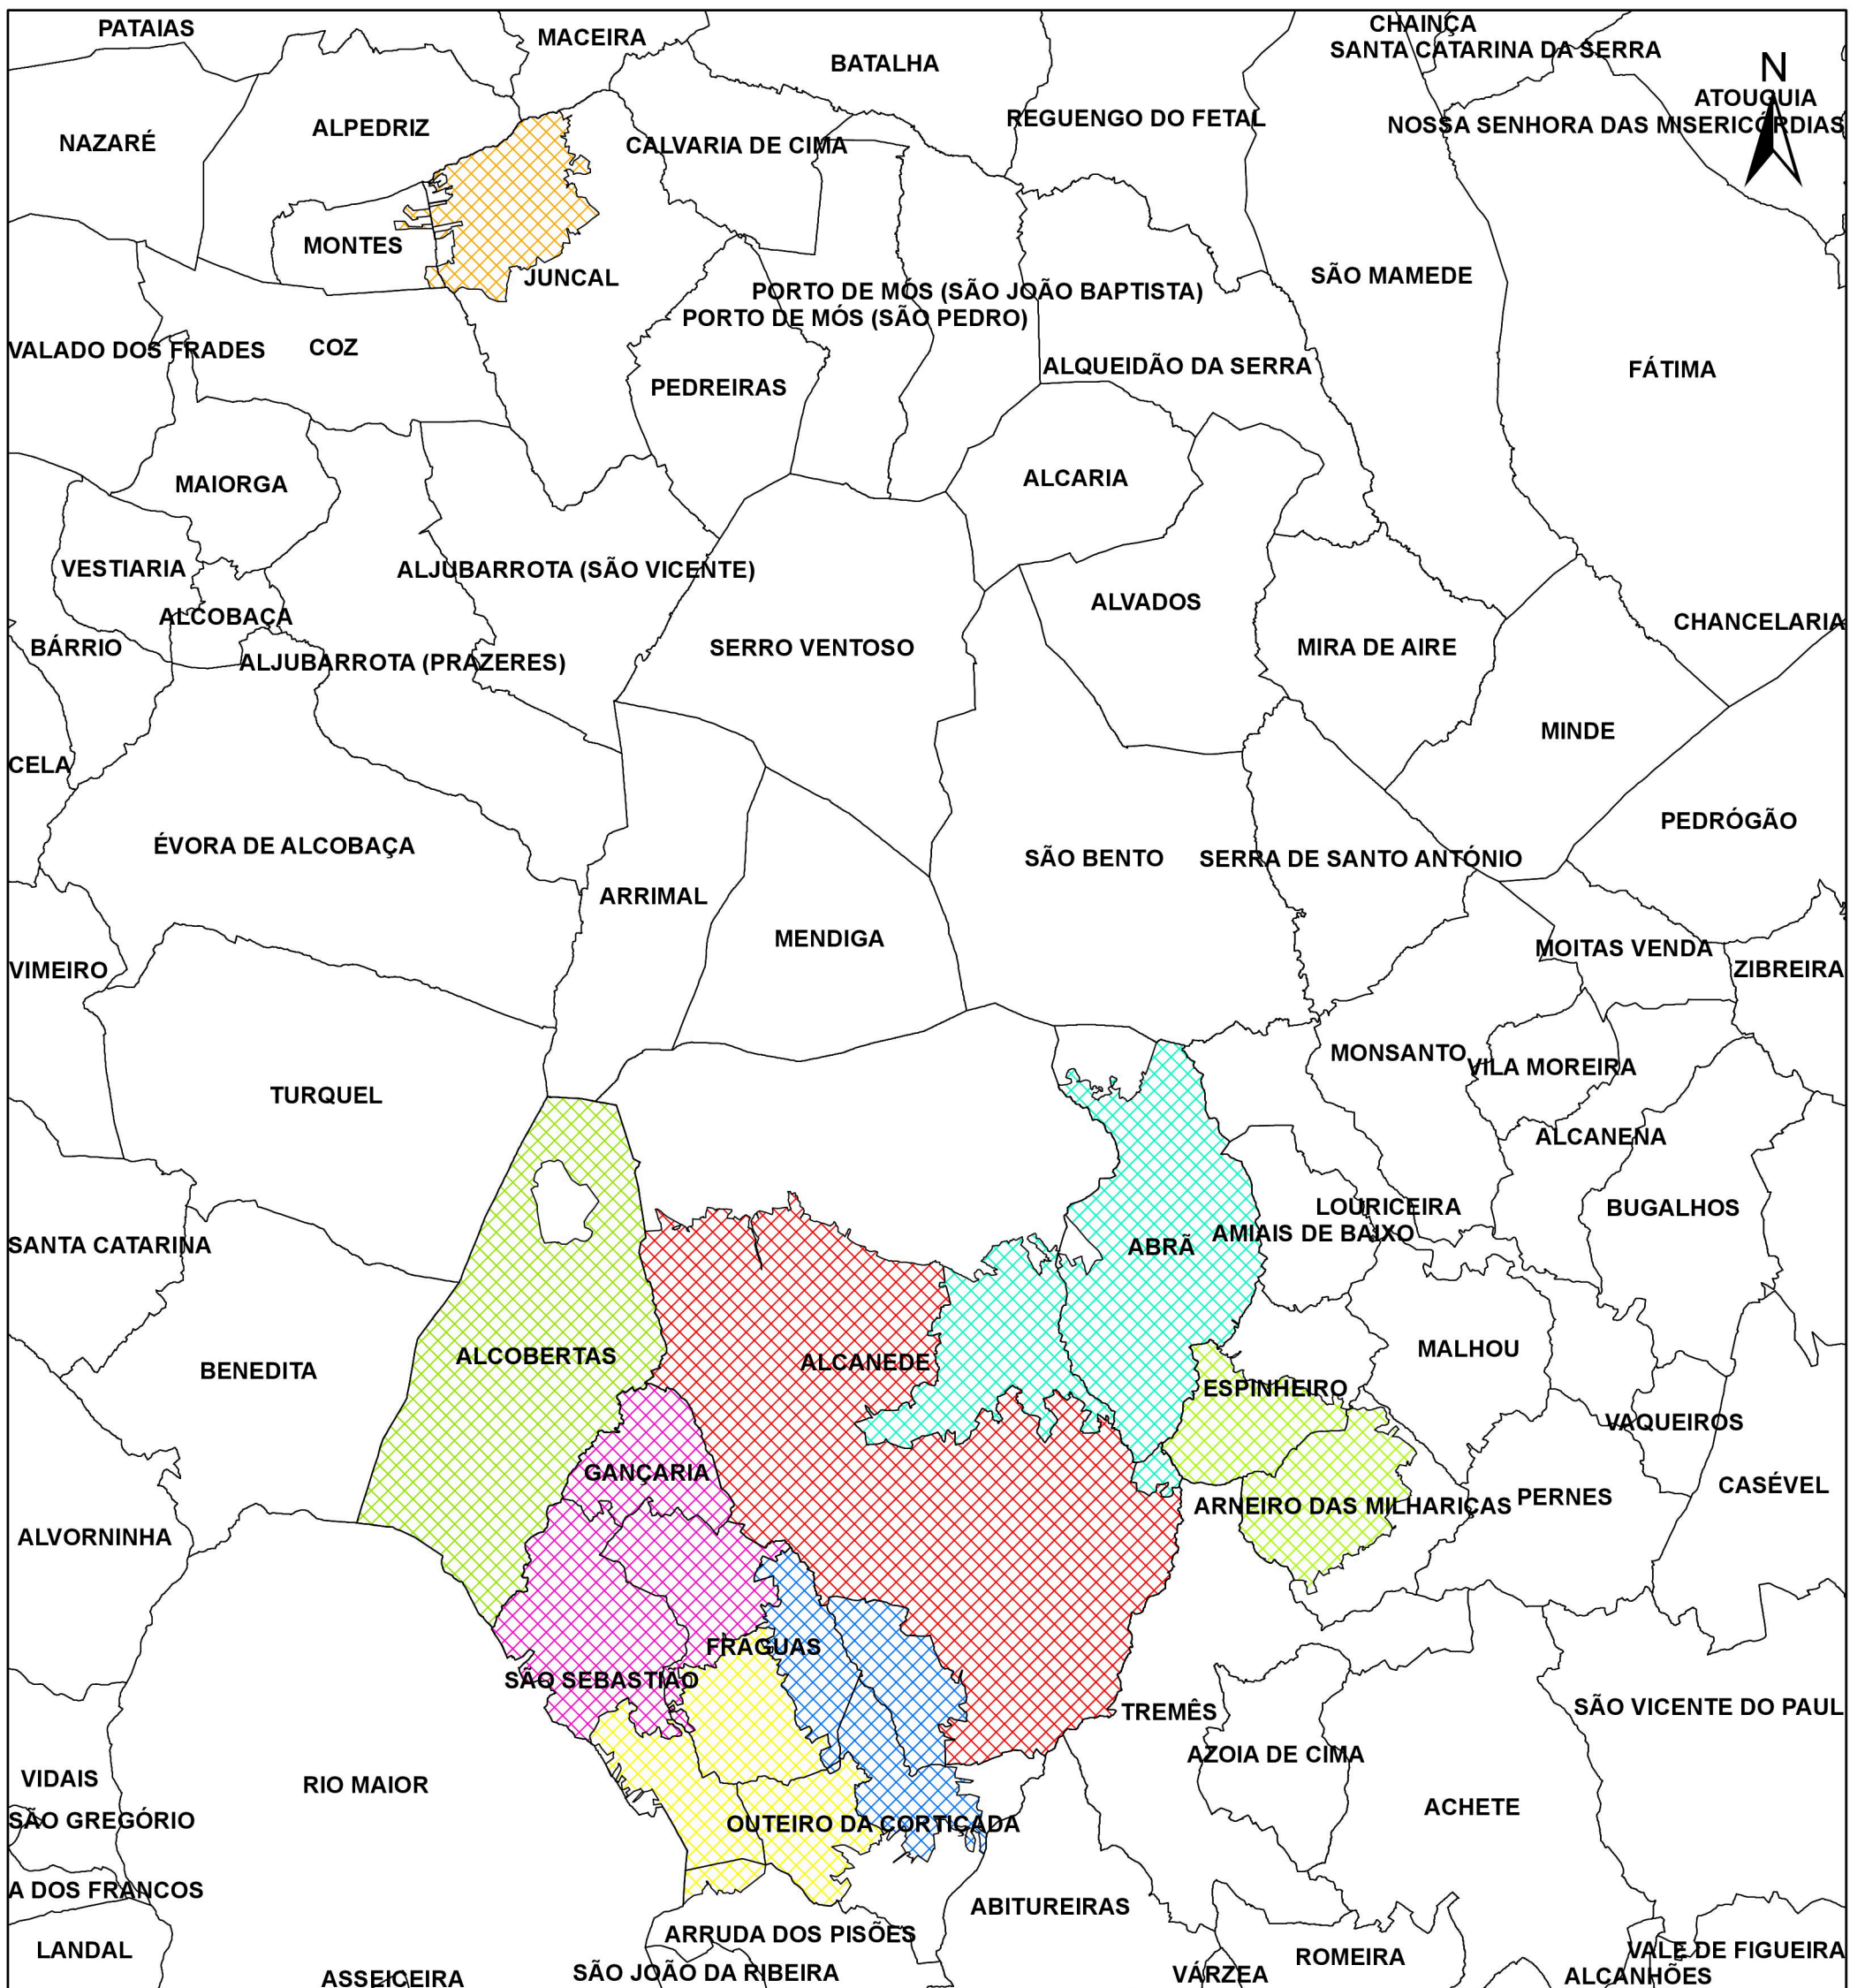 PATAIAS
MACEIRA
BATALHA
CHAINÇA
SANTA CATARINA DA SERRA
N
ATOUGUIA
NOSSA SENHORA DAS MISERICÓRDIAS
NAZARÉ
ALPEDRIZ
CALVARIA DE CIMA
REGUENGO DO FETAL
MONTES
JUNCAL
PORTO DE MÓS (SÃO JOÃO BAPTISTA)
PORTO DE MÓS (SÃO PEDRO)
SÃO MAMEDE
VALADO DOS FRADES
COZ
PEDREIRAS
ALQUEIDÃO DA SERRA
FÁTIMA
MAIORGA
ALCARIA
VESTIARIA
ALJUBARROTA (SÃO VICENTE)
ALCOBAÇA
ALVADOS
CHANCELARIA
BÁRRIO
ALJUBARROTA (PRAZERES)
SERRO VENTOSO
MIRA DE AIRE
MINDE
CELA
PEDRÓGÃO
ÉVORA DE ALCOBAÇA
SÃO BENTO
SERRA DE SANTO ANTÓNIO
ARRIMAL
MENDIGA
MOITAS VENDA
VIMEIRO
ZIBREIRA
MONSANTO
VILA MOREIRA
TURQUEL
ALCANENA
LOURICEIRA
BUGALHOS
SANTA CATARINA
ABRÃ
AMIAIS DE BAIXO
BENEDITA
ALCOBERTAS
ALCANEDE
MALHOU
ESPINHEIRO
VAQUEIROS
GANÇARIA
CASÉVEL
ARNEIRO DAS MILHARIÇAS
PERNES
ALVORNINHA
FRÁGUAS
SÃO SEBASTIÃO
TREMÊS
SÃO VICENTE DO PAUL
AZOIA DE CIMA
VIDAIS
RIO MAIOR
ACHETE
SÃO GREGÓRIO
OUTEIRO DA CORTIÇADA
A DOS FRANCOS
ABITUREIRAS
ARRUDA DOS PISÕES
LANDAL
ROMEIRA
VALE DE FIGUEIRA
ASSEICEIRA
SÃO JOÃO DA RIBEIRA
VÁRZEA
ALCANHÕES